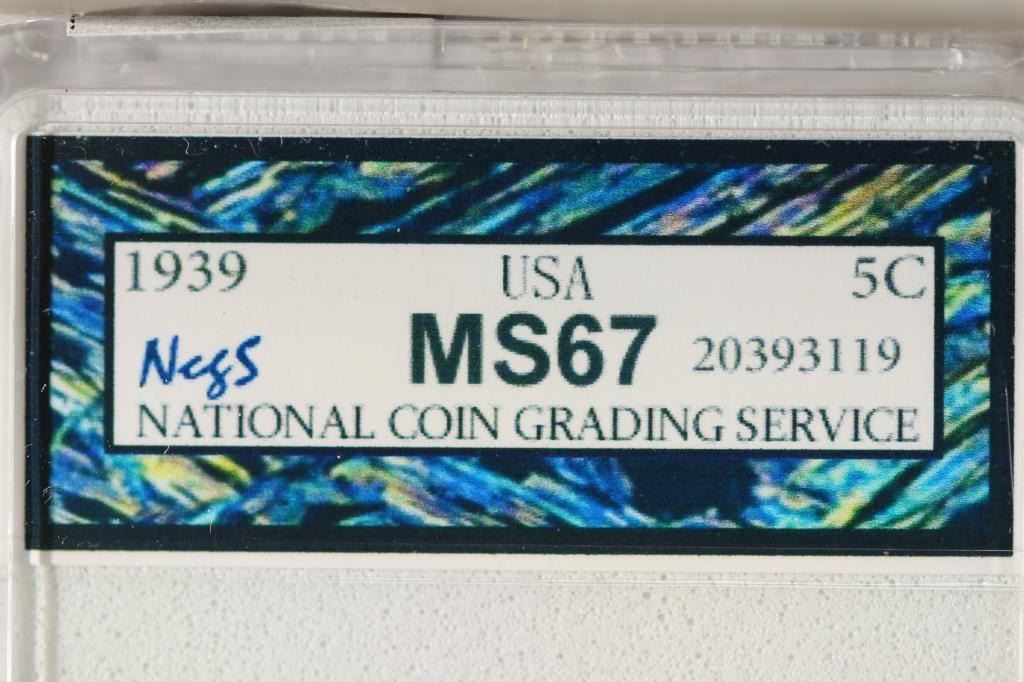 1939 USA 5C
NcgS MS67 20393119
NATIONAL COIN GRADING SERVICE